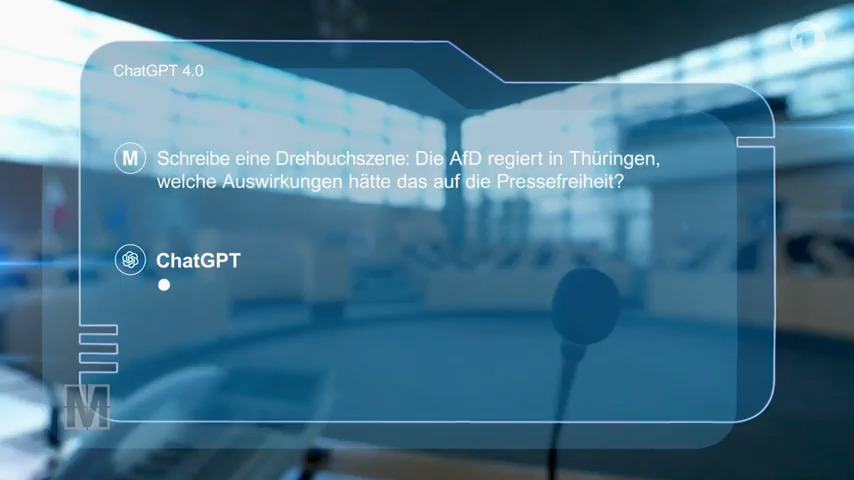 ChatGPT 4.0
M Schreibe eine Drehbuchszene: Die AfD regiert in Thüringen,
welche Auswirkungen hätte das auf die Pressefreiheit?
ChatGPT
M
1